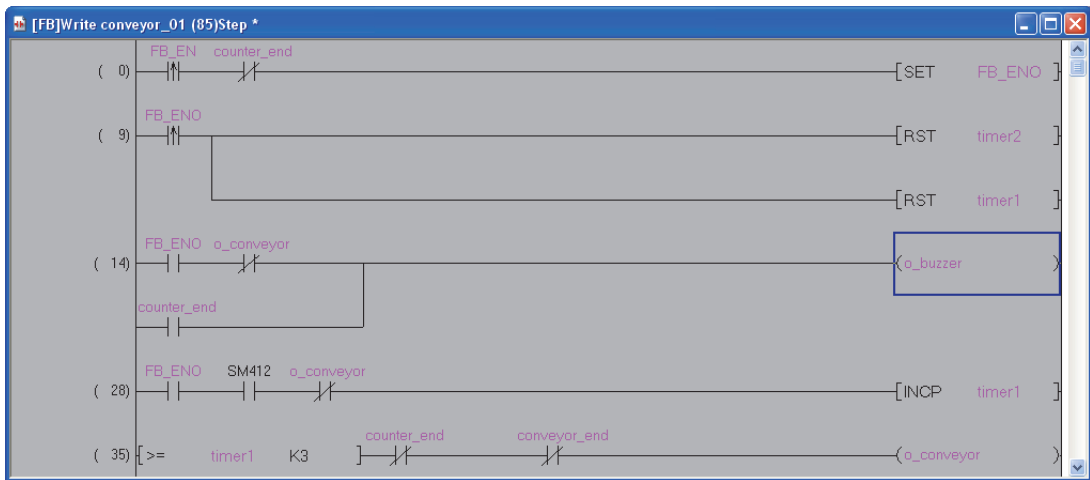 [FB]Write conveyor_01 (85)Step *
FB_EN counter_end
( 0) [SET FB_ENO ]
FB_ENO
( 9) [RST timer2 ]
[RST timer1 ]
FB_ENO o_conveyor
( 14) (o_buzzer )
counter_end
FB_ENO SM412 o_conveyor
( 28) [INCP timer1 ]
counter_end conveyor_end
( 35) [>= timer1 K3 ] (o_conveyor )